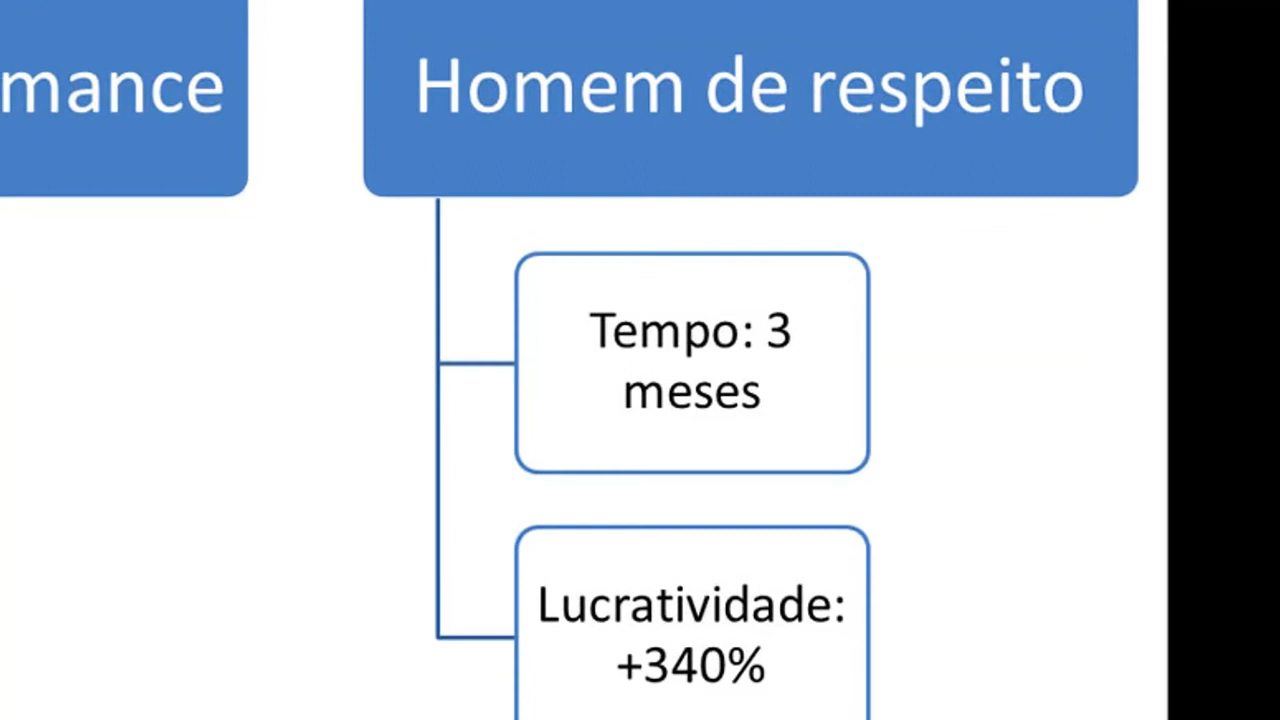 mance
Homem de respeito
Tempo: 3
meses
Lucratividade:
+340%